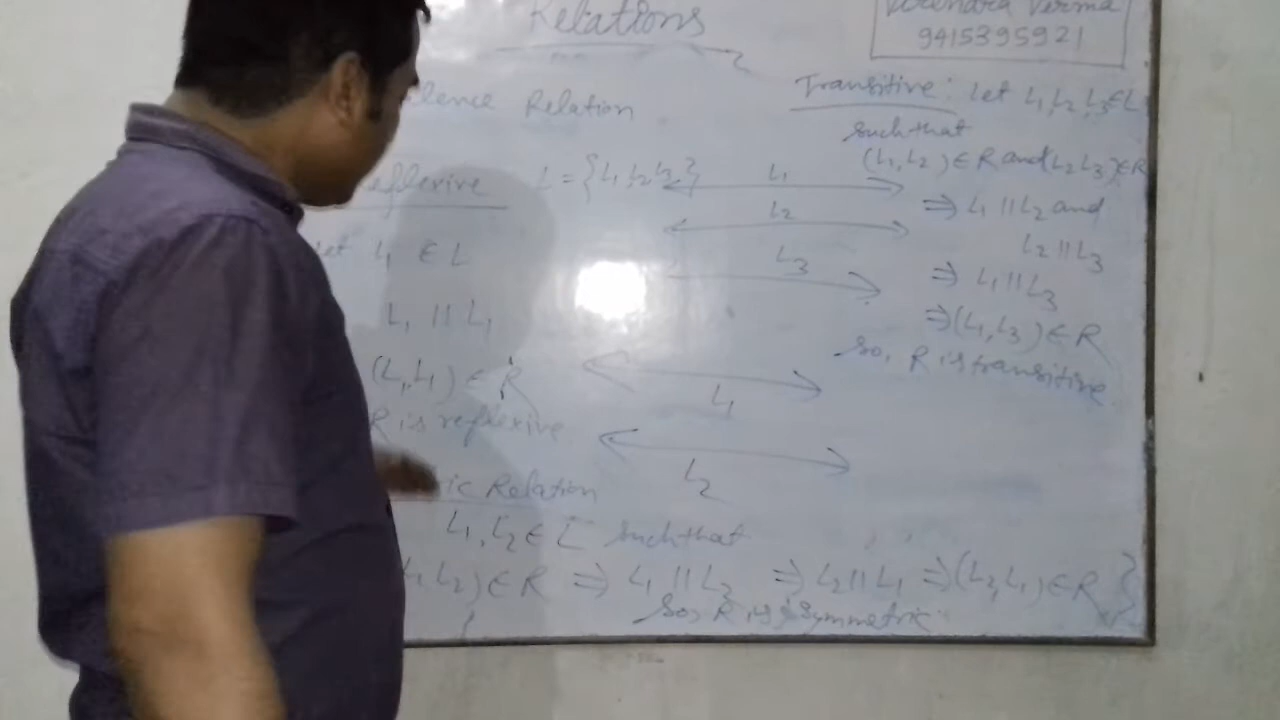 Relations
Virendra Verma
9415395921
Relation
Reflexive L = {L1, L2, L3}
L1 ∈ L
L1 || L1
(L1, L1) ∈ R
R is reflexive
ic Relation
L1, L2 ∈ L such that
L1, L2) ∈ R ⇒ L1 || L2 ⇒ L2 || L1 ⇒ (L2, L1) ∈ R }
So, R is symmetric
L1
L2
L3
L1
L2
Transitive: Let L1, L2, L3 ∈ L
such that
(L1, L2) ∈ R and (L2 L3) ∈ R
⇒ L1 || L2 and
L2 || L3
⇒ L1 || L3
⇒ (L1, L3) ∈ R
so, R is transitive